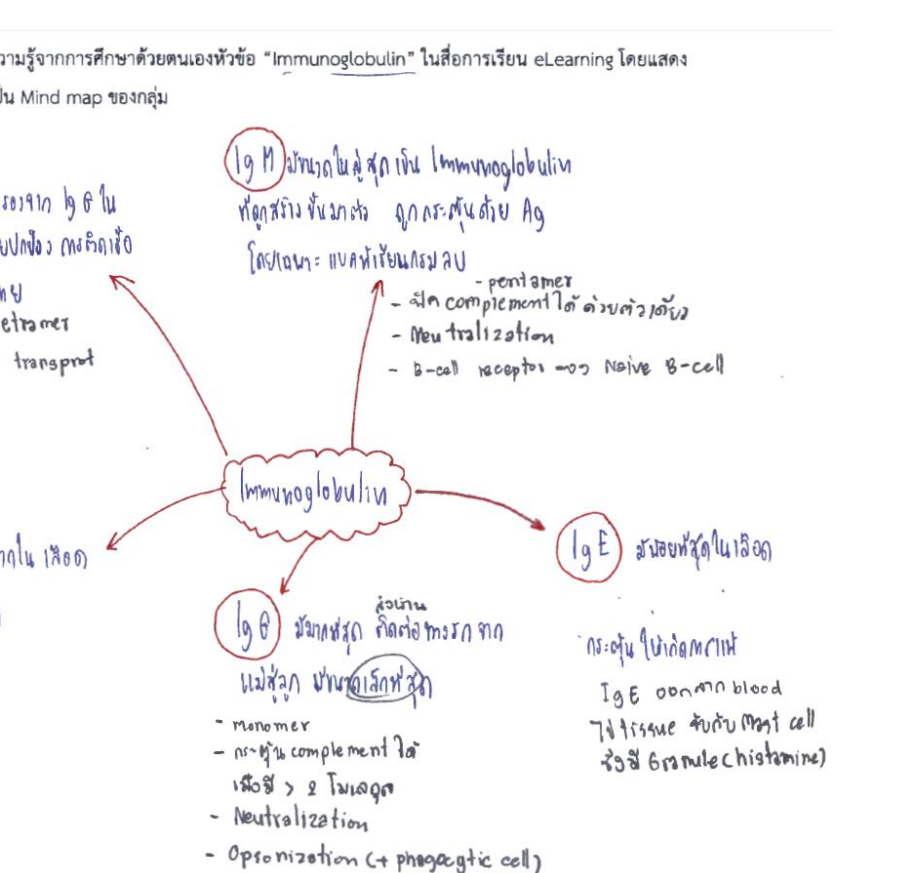 วามรู้จากการศึกษาด้วยตนเองหัวข้อ “Immunoglobulin” ในสื่อการเรียน eLearning โดยแสดง
ป็น Mind map ของกลุ่ม
IgM มีขนาดใหญ่สุด เป็น Immunoglobulin
ที่ถูกสร้างขึ้นมา ถูกกระตุ้นด้วย Ag
โดยเฉพาะ แบคทีเรียแกรมลบ
- pentamer
- complement ได้ ด้วยตัวเดียว
- Neutralization
- B-cell receptor ของ Naive B-cell
รองจาก IgG ใน
การติดเชื้อ
etramer
transprot
Immunoglobulin
ใน เลือด
IgE มีน้อยที่สุดในเลือด
กระตุ้น ให้เกิดการแพ้
IgE ออกจาก blood
ไป tissue จับกับ Mast cell
ซึ่งมี Granule (histamine)
IgG มีมากที่สุด ติดต่อทางรก จาก
ส่งผ่าน
แม่สู่ลูก มีขนาดเล็กที่สุด
- monomer
- กระตุ้น complement ได้
เมื่อมี > 2 โมเลกุล
- Neutralization
- Opsonization (+ phagocytic cell)